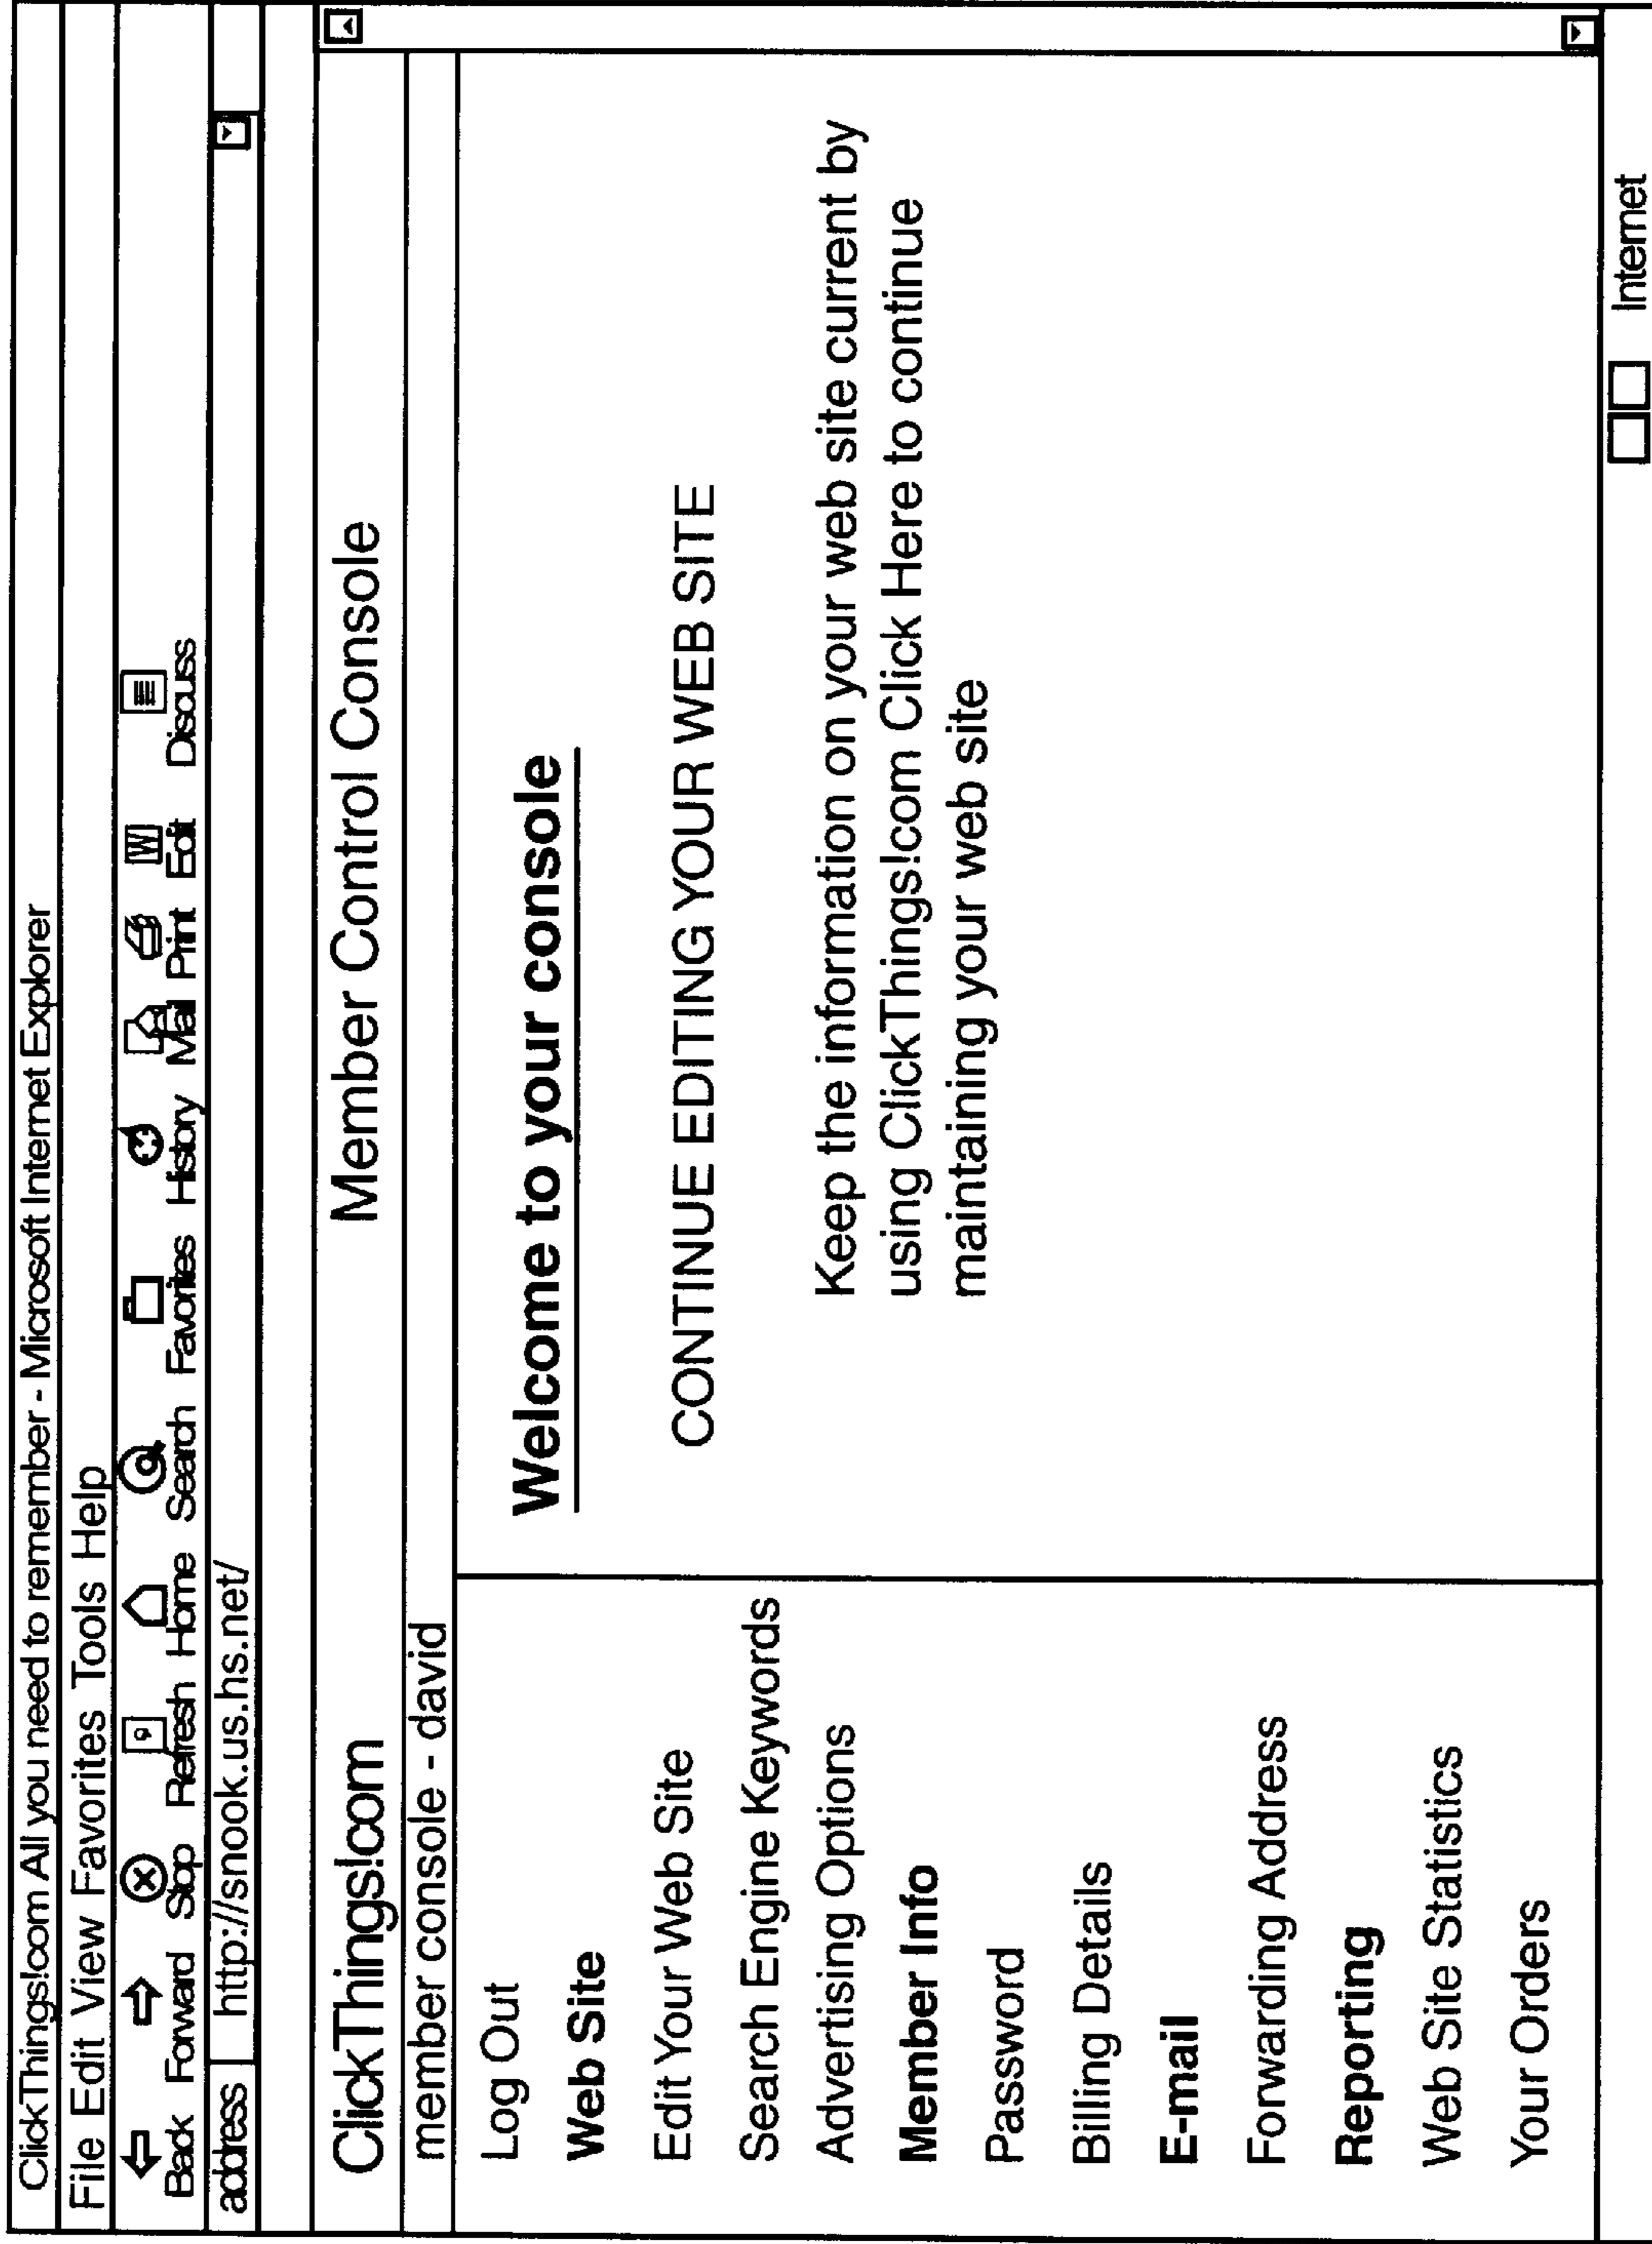 ClickThings!com All you need to remember - Microsoft Internet Explorer
File Edit View Favorites Tools Help
Back Forward Stop Refresh Home Search Favorites History Mail Print Edit Discuss
address http://snook.us.hs.net/
ClickThings!com Member Control Console
member console - david
Log Out
Web Site
Edit Your Web Site
Search Engine Keywords
Advertising Options
Member Info
Password
Billing Details
E-mail
Forwarding Address
Reporting
Web Site Statistics
Your Orders
Welcome to your console
CONTINUE EDITING YOUR WEB SITE
Keep the information on your web site current by
using ClickThings!com Click Here to continue
maintaining your web site
Internet